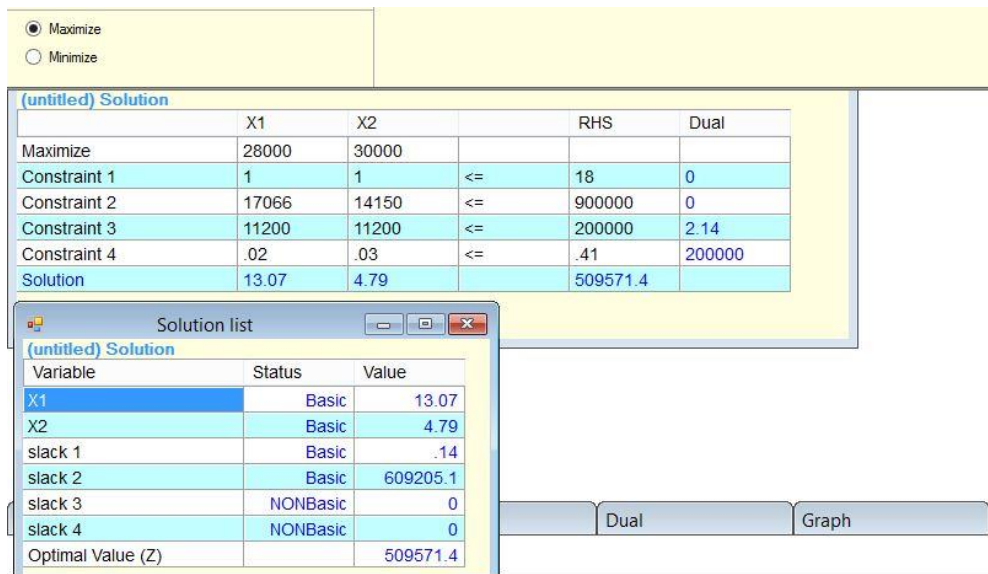 Maximize
Minimize
(untitled) Solution
X1 X2 RHS Dual
Maximize 28000 30000
Constraint 1 1 1 <= 18 0
Constraint 2 17066 14150 <= 900000 0
Constraint 3 11200 11200 <= 200000 2.14
Constraint 4 .02 .03 <= .41 200000
Solution 13.07 4.79 509571.4
Solution list
(untitled) Solution
Variable Status Value
X1 Basic 13.07
X2 Basic 4.79
slack 1 Basic .14
slack 2 Basic 609205.1
slack 3 NONBasic 0
slack 4 NONBasic 0
Dual Graph
Optimal Value (Z) 509571.4